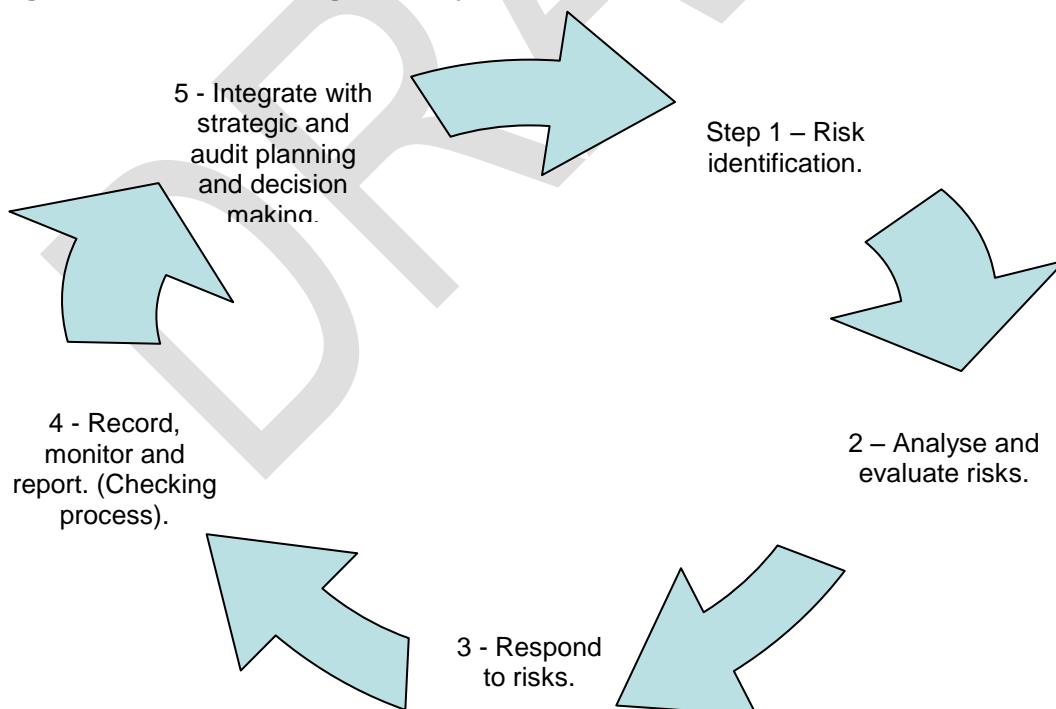 5 - Integrate with
strategic and
audit planning
and decision
making.
Step 1 – Risk
identification.
2 – Analyse and
evaluate risks.
3 - Respond
to risks.
4 - Record,
monitor and
report. (Checking
process).